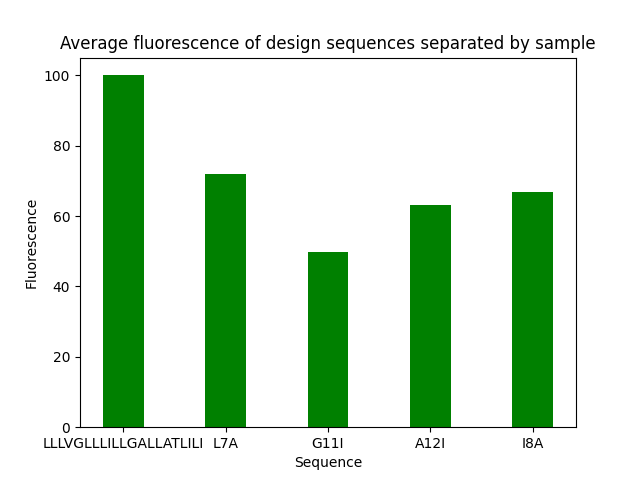 Average fluorescence of design sequences separated by sample
100
80
60
40
20
0
Fluorescence
LLLVGLLLILLGALLATLILI L7A G11I A12I I8A
Sequence